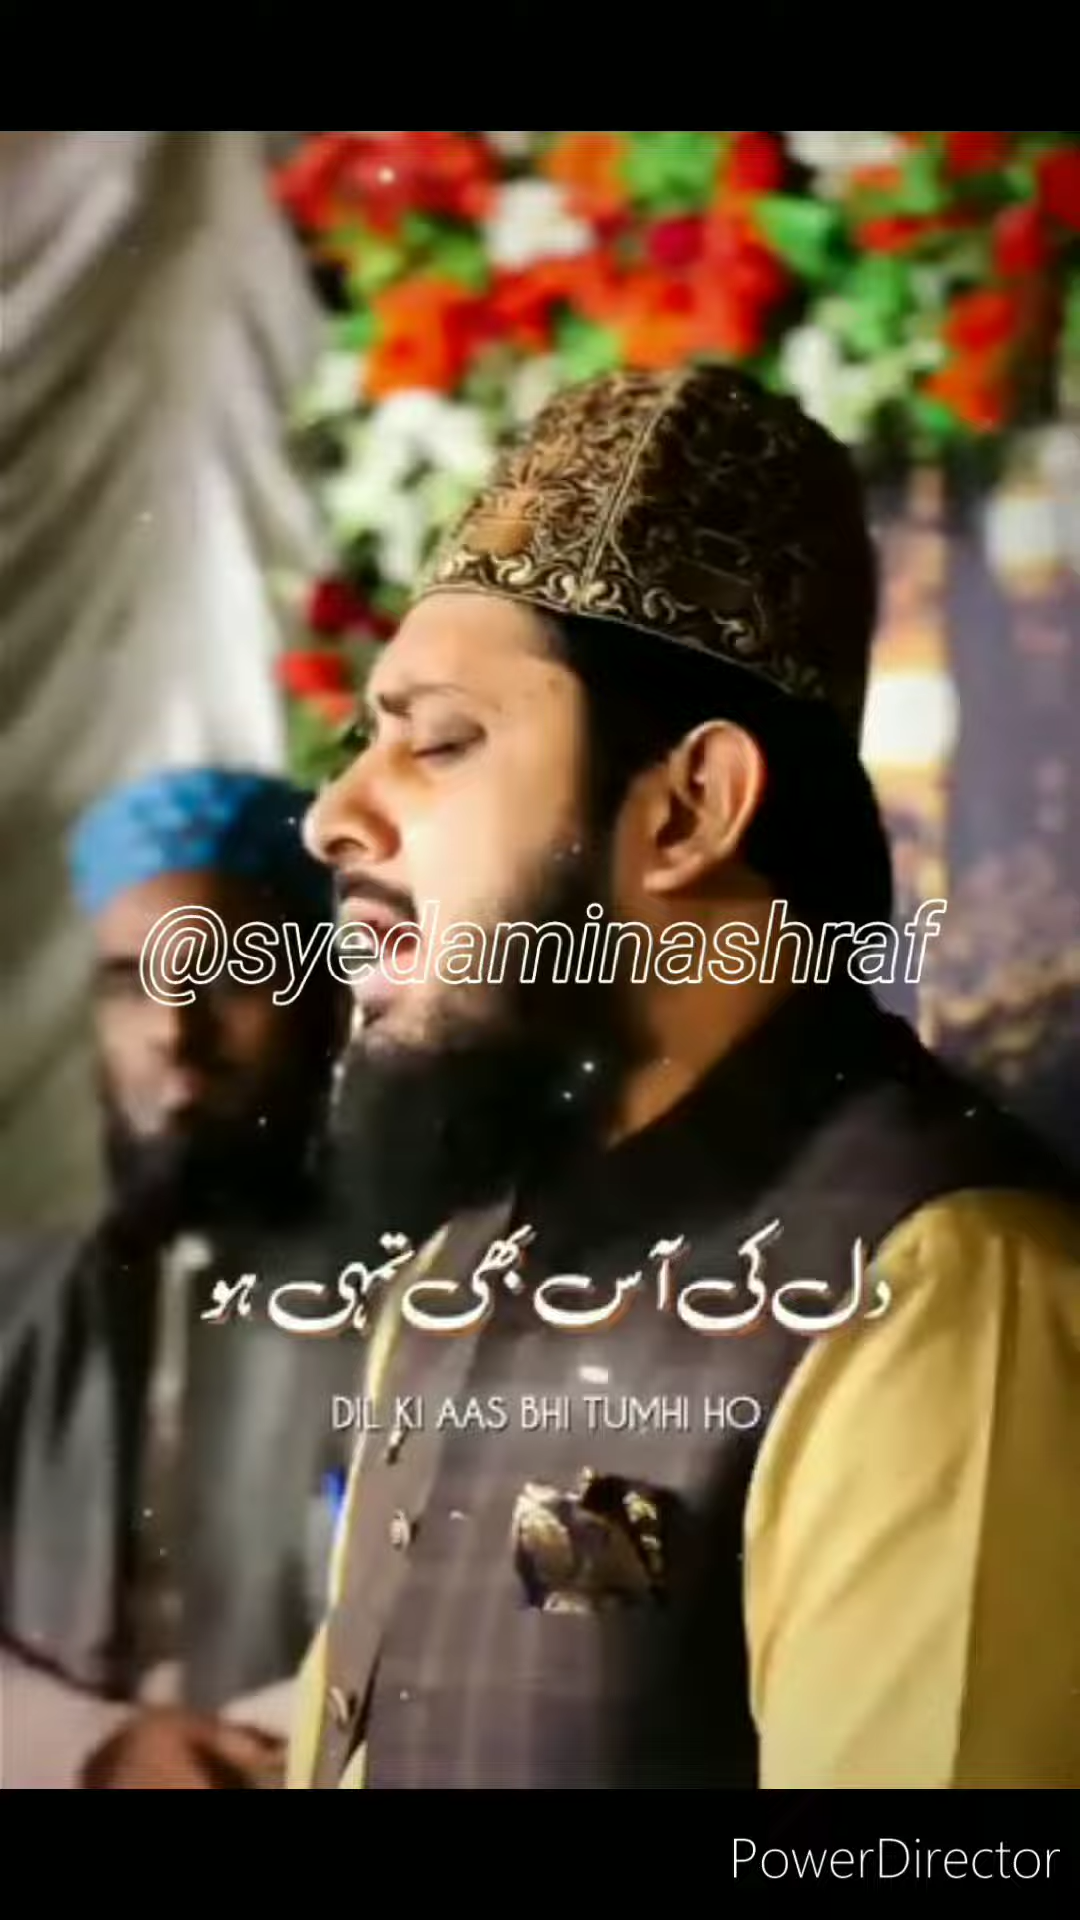 @syedaminashraf
دل کی آس بھی تمہی ہو
DIL KI AAS BHI TUMHI HO
PowerDirector